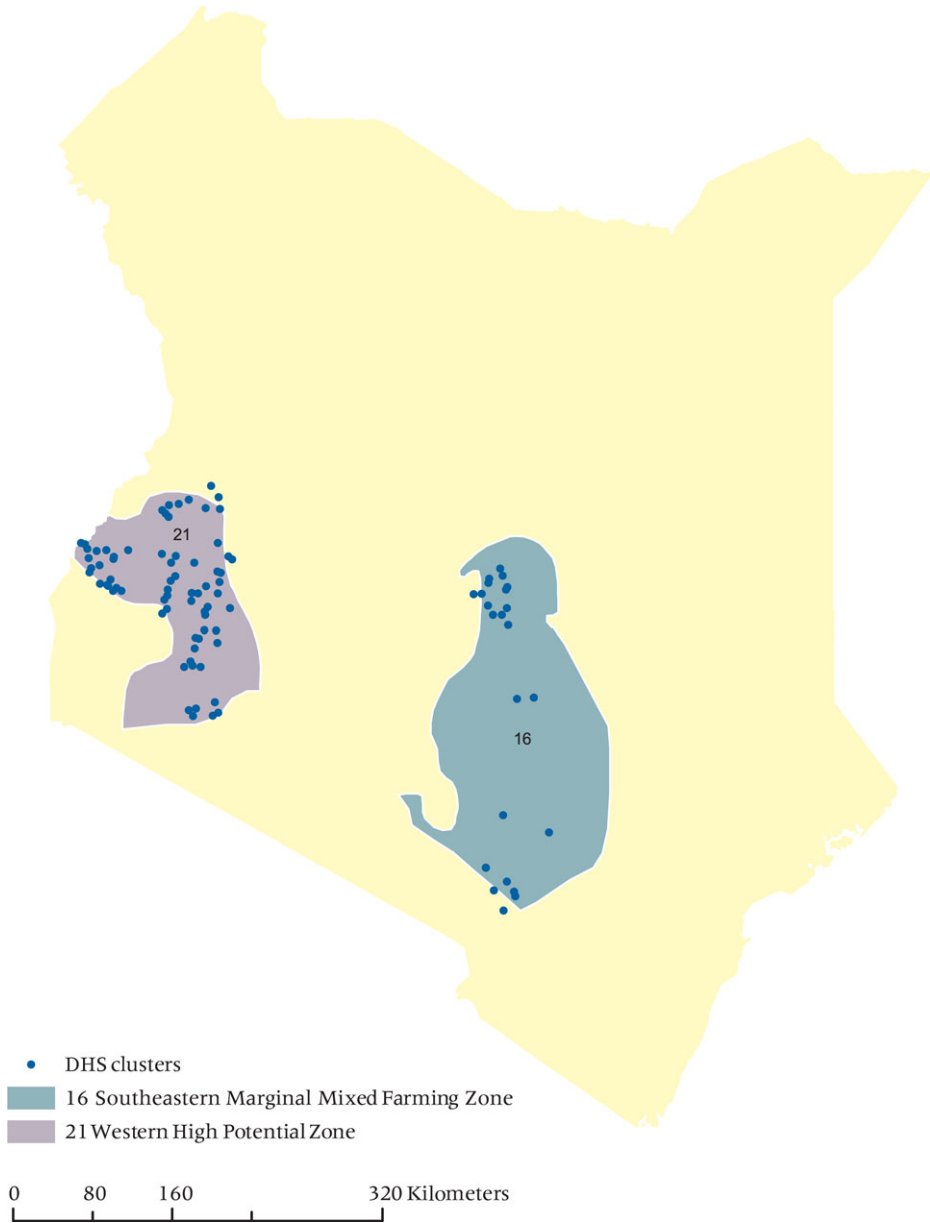 21
16
DHS clusters
16 Southeastern Marginal Mixed Farming Zone
21 Western High Potential Zone
0 80 160 320 Kilometers